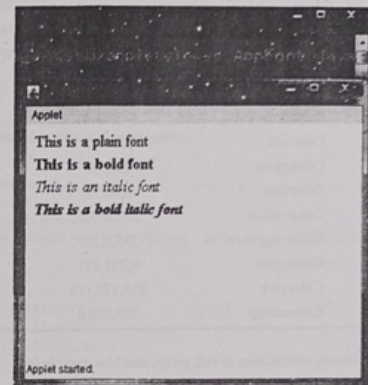 Applet
This is a plain font
This is a bold font
This is an italic font
This is a bold italic font
Applet started.